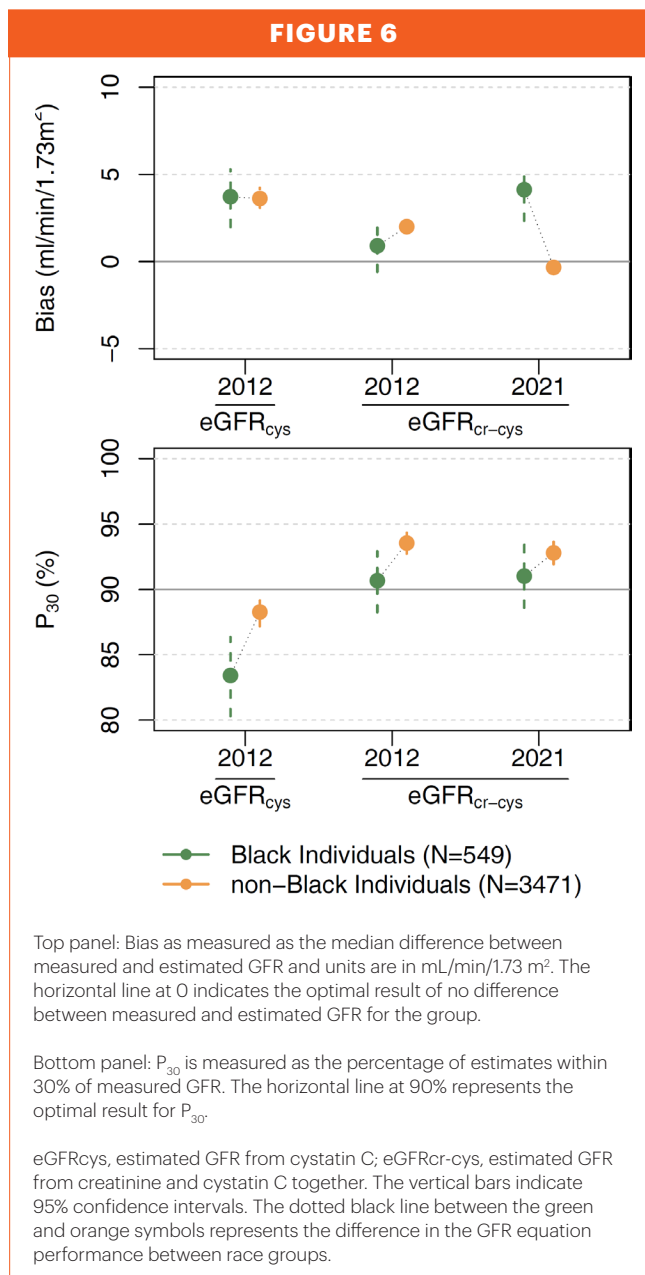 FIGURE 6
10
5
0
−5
Bias (ml/min/1.73m²)
2012
2012
2021
eGFRcys
eGFRcr−cys
100
95
90
85
80
P30 (%)
2012
2012
2021
eGFRcys
eGFRcr−cys
Black Individuals (N=549)
non−Black Individuals (N=3471)
Top panel: Bias as measured as the median difference between
measured and estimated GFR and units are in mL/min/1.73 m². The
horizontal line at 0 indicates the optimal result of no difference
between measured and estimated GFR for the group.
Bottom panel: P30 is measured as the percentage of estimates within
30% of measured GFR. The horizontal line at 90% represents the
optimal result for P30.
eGFRcys, estimated GFR from cystatin C; eGFRcr-cys, estimated GFR
from creatinine and cystatin C together. The vertical bars indicate
95% confidence intervals. The dotted black line between the green
and orange symbols represents the difference in the GFR equation
performance between race groups.